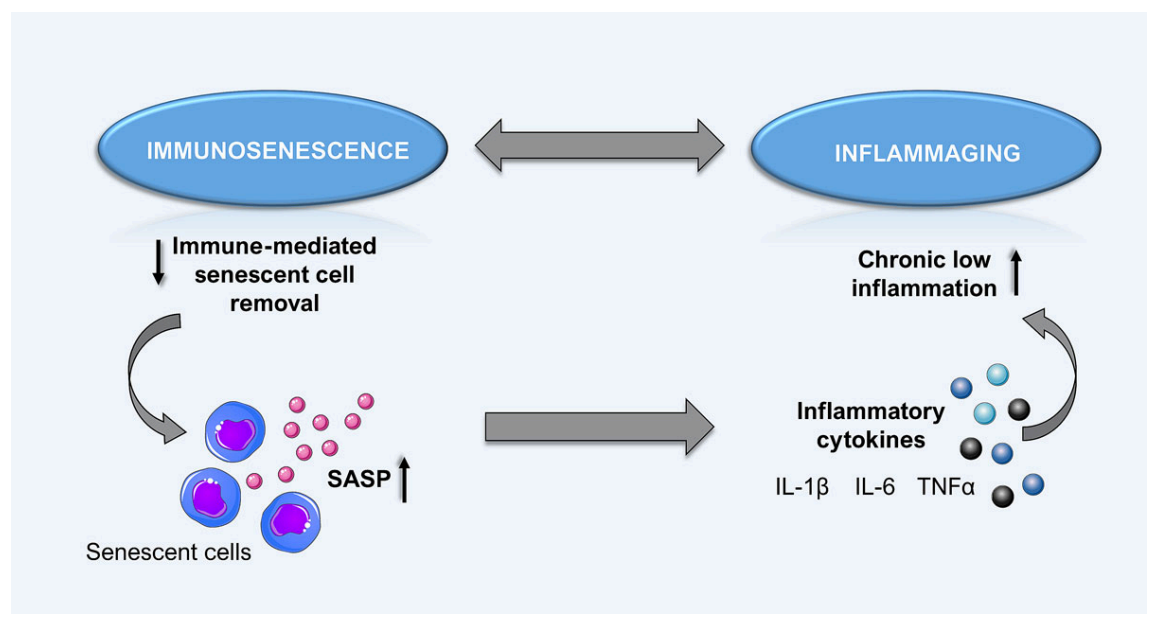 IMMUNOSENESCENCE
INFLAMMAGING
Immune-mediated
senescent cell
removal
Chronic low
inflammation
SASP
Senescent cells
Inflammatory
cytokines
IL-1β IL-6 TNFα